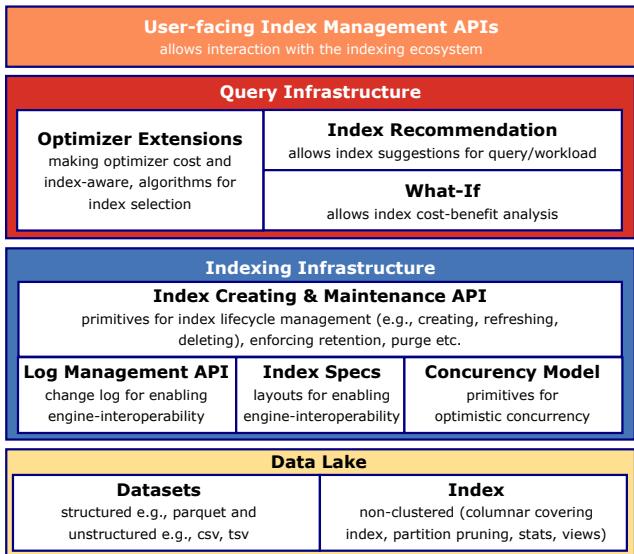 User-facing Index Management APIs
allows interaction with the indexing ecosystem
Query Infrastructure
Optimizer Extensions
making optimizer cost and
index-aware, algorithms for
index selection
Index Recommendation
allows index suggestions for query/workload
What-If
allows index cost-benefit analysis
Indexing Infrastructure
Index Creating & Maintenance API
primitives for index lifecycle management (e.g., creating, refreshing,
deleting), enforcing retention, purge etc.
Log Management API
change log for enabling
engine-interoperability
Index Specs
layouts for enabling
engine-interoperability
Concurency Model
primitives for
optimistic concurrency
Data Lake
Datasets
structured e.g., parquet and
unstructured e.g., csv, tsv
Index
non-clustered (columnar covering
index, partition pruning, stats, views)